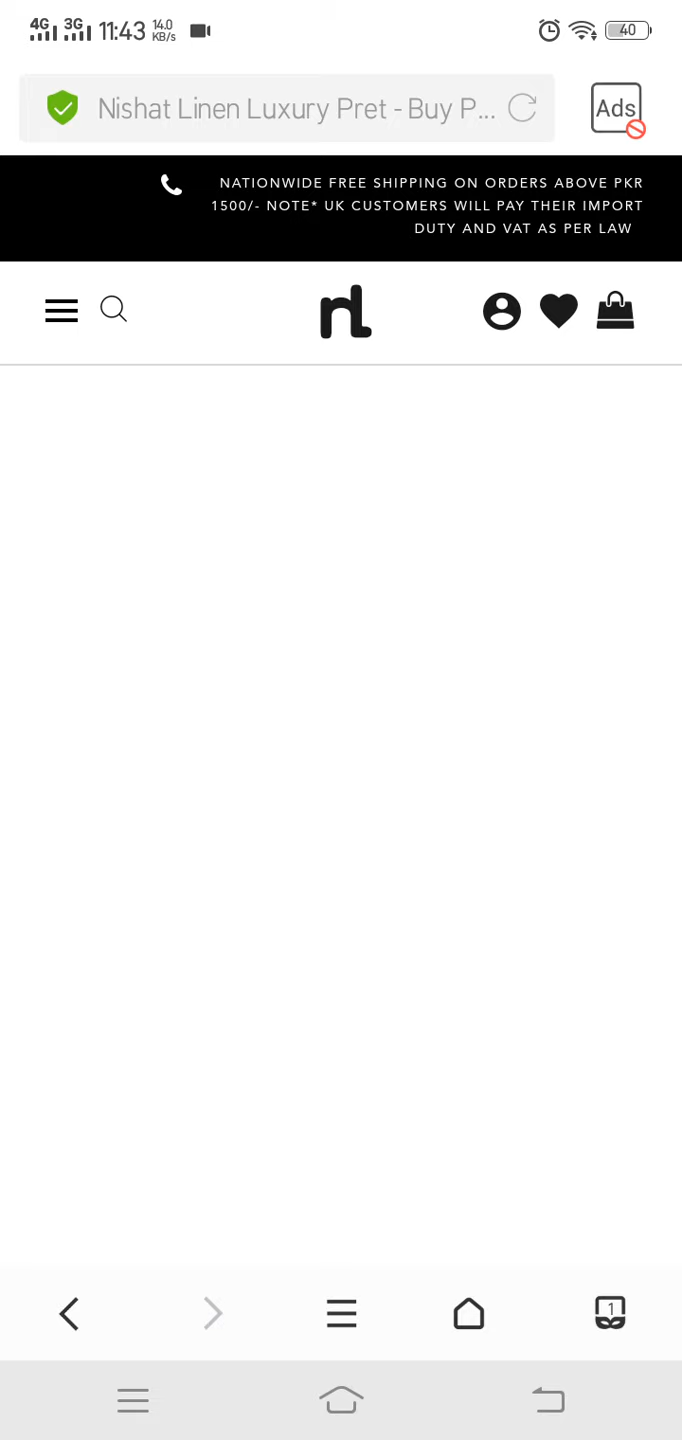 4G 3G 11:43 14.0 KB/s 40
Nishat Linen Luxury Pret - Buy P... Ads
NATIONWIDE FREE SHIPPING ON ORDERS ABOVE PKR
1500/- NOTE* UK CUSTOMERS WILL PAY THEIR IMPORT
DUTY AND VAT AS PER LAW
nl
1